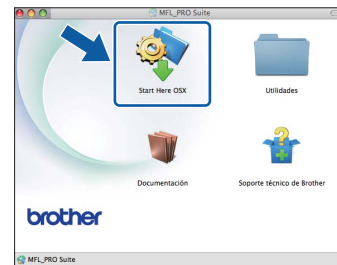 MFL_PRO Suite
Start Here OSX
Utilidades
Documentación
Soporte técnico de Brother
brother
MFL_PRO Suite